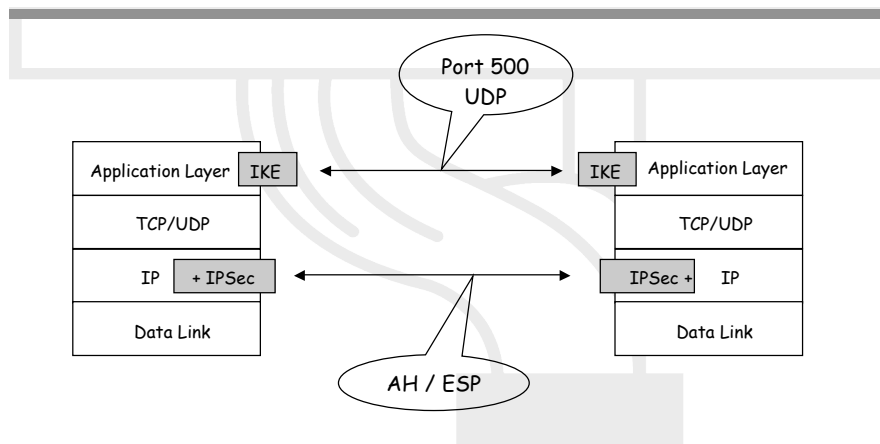 Port 500
UDP
Application Layer IKE
IKE Application Layer
TCP/UDP
TCP/UDP
IP + IPSec
IPSec + IP
Data Link
Data Link
AH / ESP